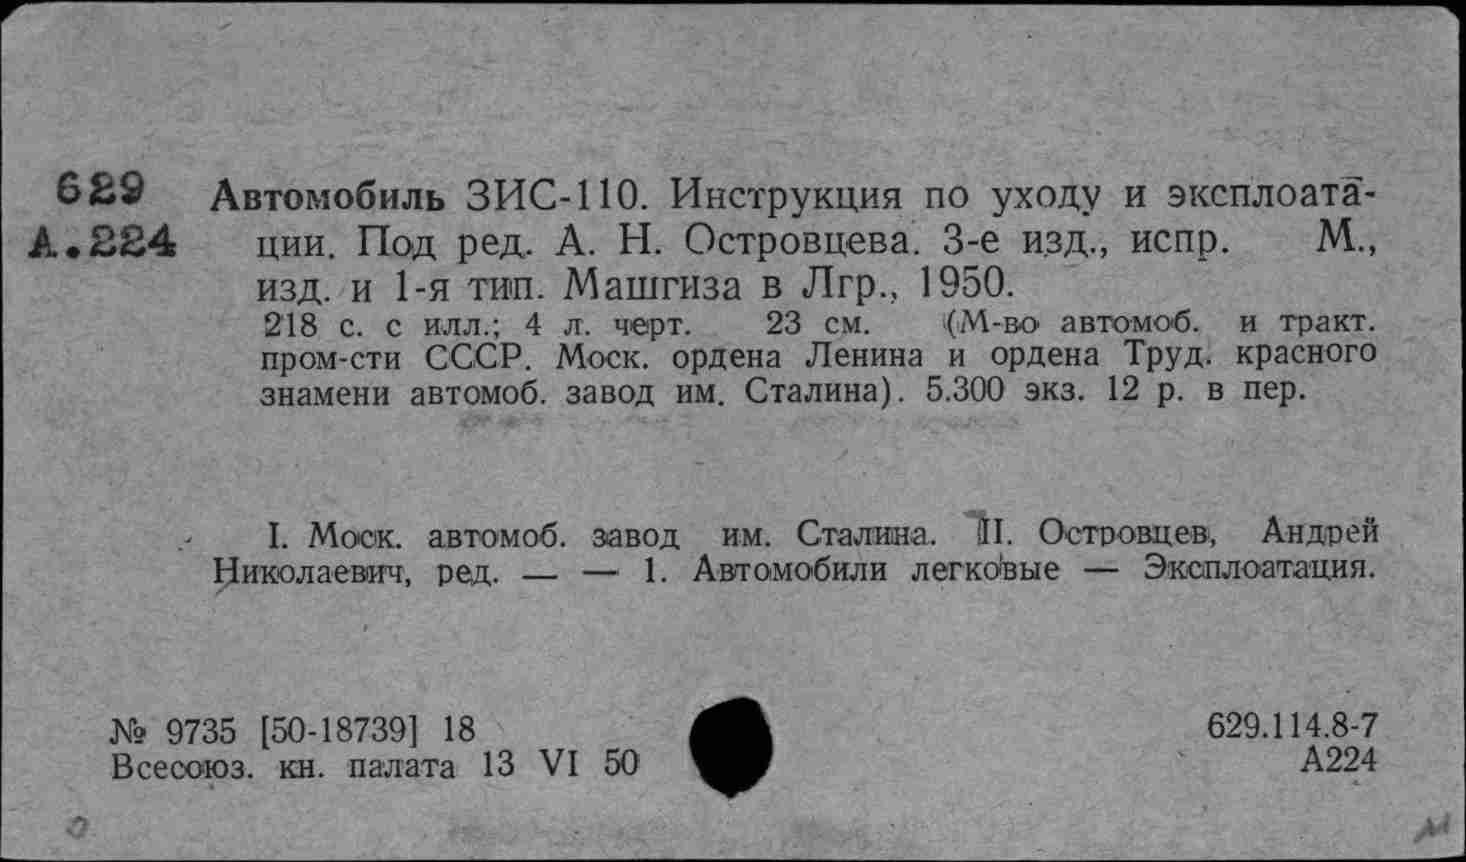 629
А.224
Автомобиль ЗИС-110. Инструкция по уходу и эксплоата-
ции. Под ред. А. Н. Островцева. 3-е изд., испр. М.,
изд. и 1-я тип. Машгиза в Лгр., 1950.
218 с. с илл.; 4 л. черт. 23 см. (М-во автомоб. и тракт.
пром-сти СССР. Моск. ордена Ленина и ордена Труд. красного
знамени автомоб. завод им. Сталина). 5.300 экз. 12 р. в пер.
I. Моск. автомоб. завод им. Сталина. II. Островцев, Андрей
Николаевич, ред. — — 1. Автомобили легковые — Эксплоатация.
№ 9735 [50-18739] 18
Всесоюз. кн. палата 13 VI 50
629.114.8-7
А224